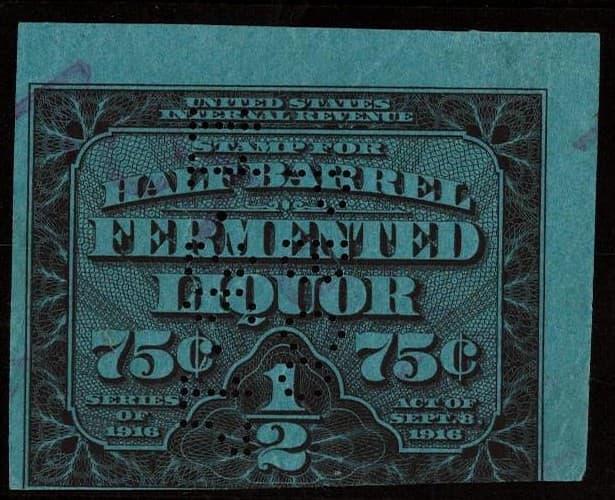 UNITED STATES
INTERNAL REVENUE
STAMP FOR
HALF BARREL
FERMENTED
LIQUOR
75¢ 75¢
SERIES
OF
1916
1/2
ACT OF
SEPT. 8.
1916